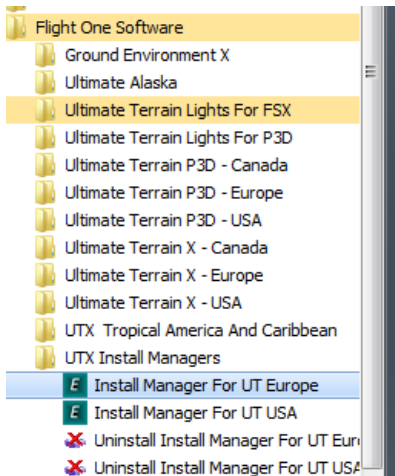 Flight One Software
Ground Environment X
Ultimate Alaska
Ultimate Terrain Lights For FSX
Ultimate Terrain Lights For P3D
Ultimate Terrain P3D - Canada
Ultimate Terrain P3D - Europe
Ultimate Terrain P3D - USA
Ultimate Terrain X - Canada
Ultimate Terrain X - Europe
Ultimate Terrain X - USA
UTX Tropical America And Caribbean
UTX Install Managers
E Install Manager For UT Europe
E Install Manager For UT USA
Uninstall Install Manager For UT Eur
Uninstall Install Manager For UT USA